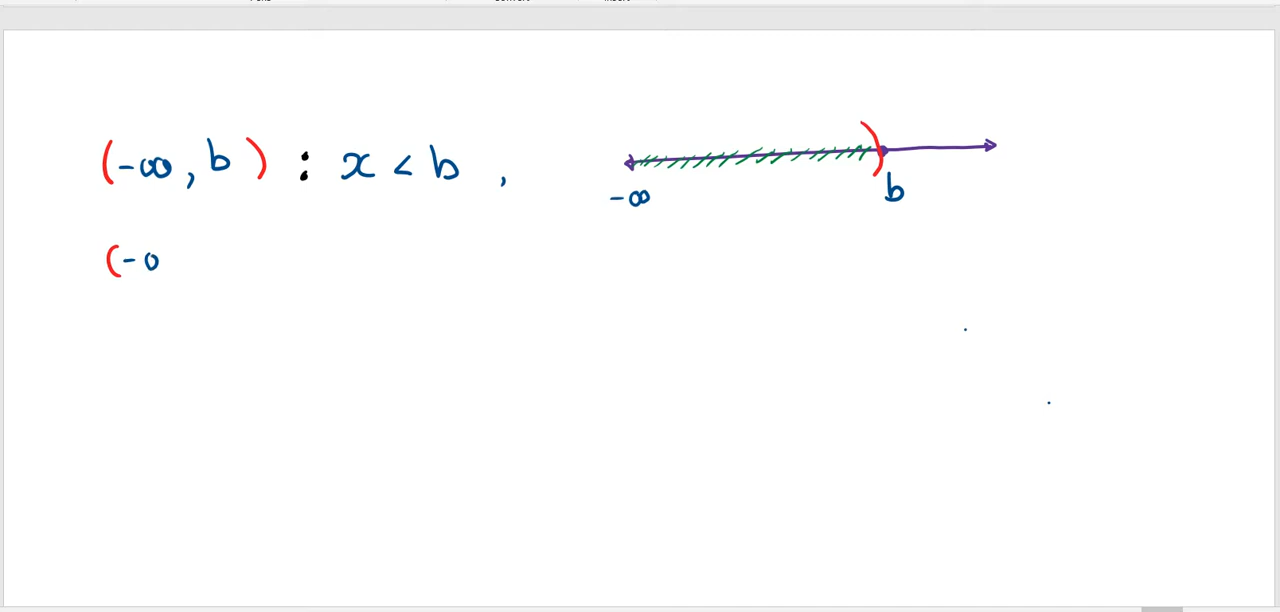 (-∞, b) : x < b ,
-∞ b
(- 0